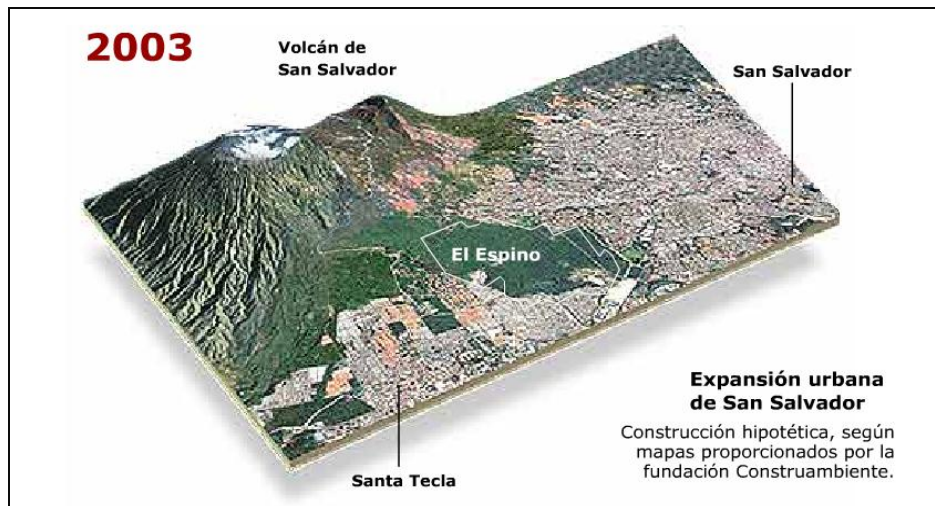 2003
Volcán de
San Salvador
San Salvador
El Espino
Santa Tecla
Expansión urbana
de San Salvador
Construcción hipotética, según
mapas proporcionados por la
fundación Construambiente.